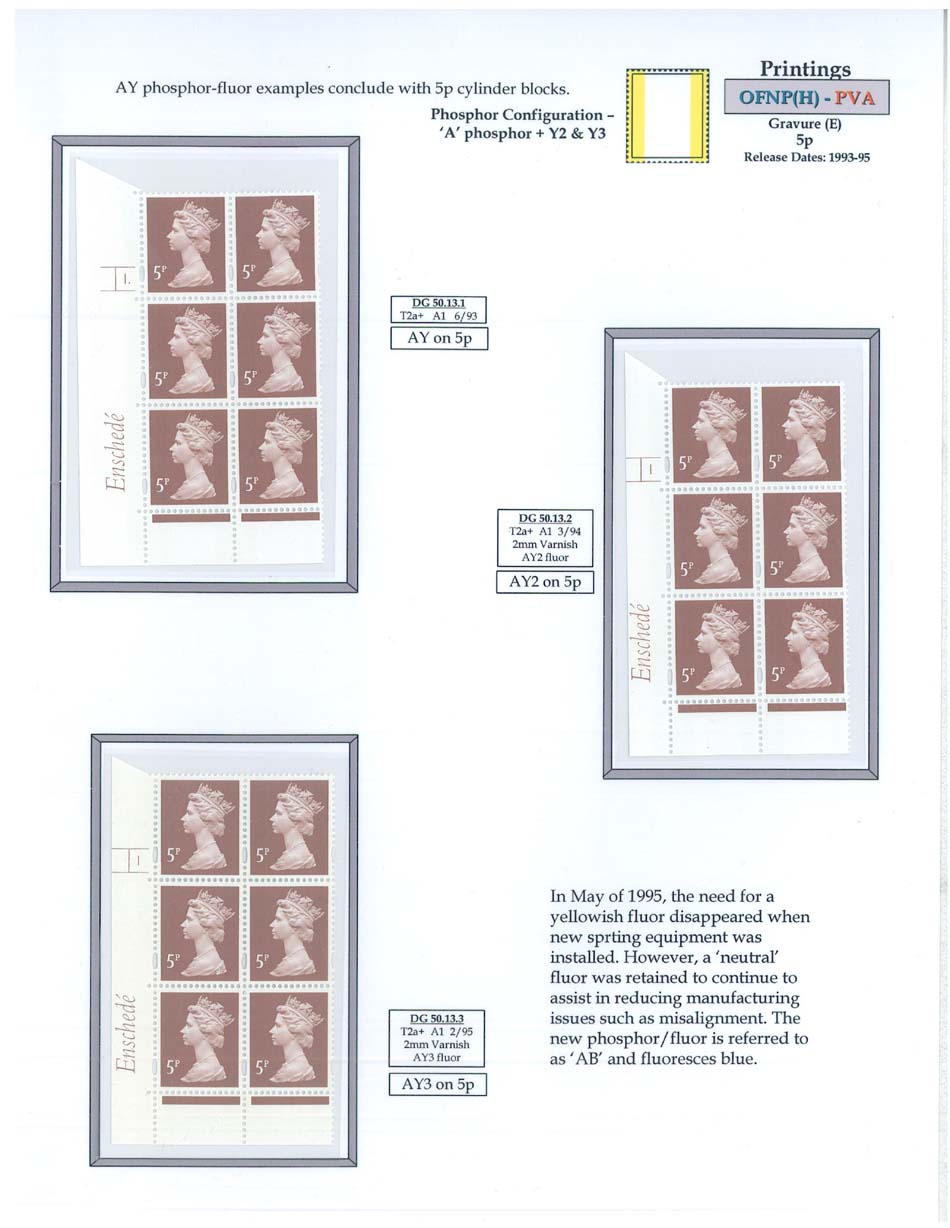 AY phosphor-fluor examples conclude with 5p cylinder blocks.
Phosphor Configuration –
‘A’ phosphor + Y2 & Y3
Printings
OFNP(H) - PVA
Gravure (E)
5p
Release Dates: 1993-95
5P
5P
1.
5P
5P
5P
5P
Enschedé
DG 50.13.1
T2a+ A1 6/93
AY on 5p
5P
5P
1
5P
5P
5P
5P
Enschedé
DG 50.13.2
T2a+ A1 3/94
2mm Varnish
AY2 fluor
AY2 on 5p
5P
5P
1
5P
5P
5P
5P
Enschedé
DG 50.13.3
T2a+ A1 2/95
2mm Varnish
AY3 fluor
AY3 on 5p
In May of 1995, the need for a
yellowish fluor disappeared when
new sprting equipment was
installed. However, a ‘neutral’
fluor was retained to continue to
assist in reducing manufacturing
issues such as misalignment. The
new phosphor/fluor is referred to
as ‘AB’ and fluoresces blue.